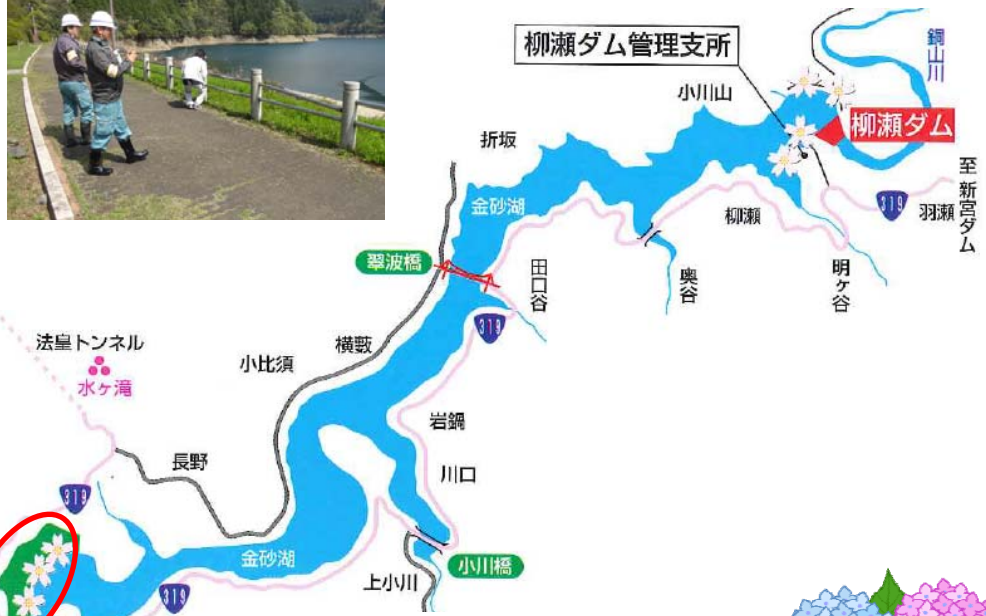 柳瀬ダム管理支所
銅山川
小川山
柳瀬ダム
折坂
至 新宮ダム
金砂湖
柳瀬
319
羽瀬
翠波橋
田口谷
奥谷
明ヶ谷
319
法皇トンネル
水ヶ滝
小比須
横藪
岩鍋
長野
川口
319
金砂湖
小川橋
上小川
319